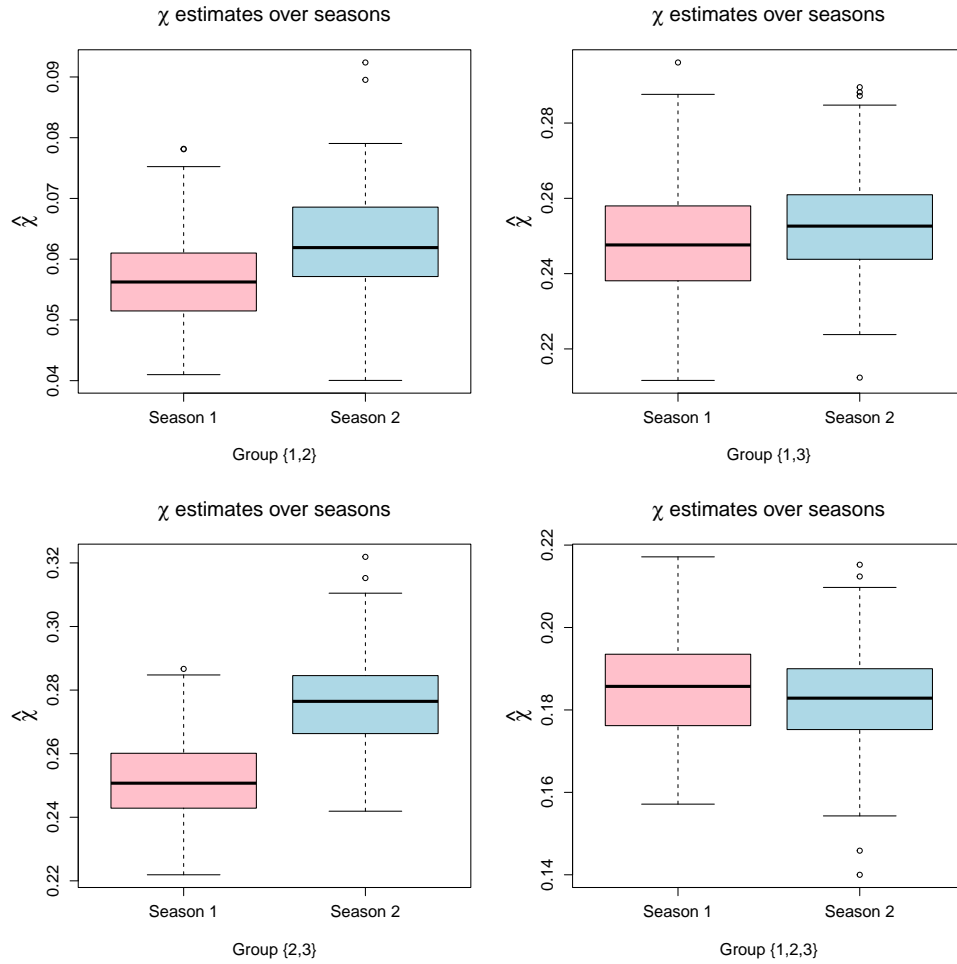 χ estimates over seasons
χ̂
0.09
0.08
0.07
0.06
0.05
0.04
Season 1 Season 2
Group {1,2}
χ estimates over seasons
χ̂
0.28
0.26
0.24
0.22
Season 1 Season 2
Group {1,3}
χ estimates over seasons
χ̂
0.32
0.30
0.28
0.26
0.24
0.22
Season 1 Season 2
Group {2,3}
χ estimates over seasons
χ̂
0.22
0.20
0.18
0.16
0.14
Season 1 Season 2
Group {1,2,3}